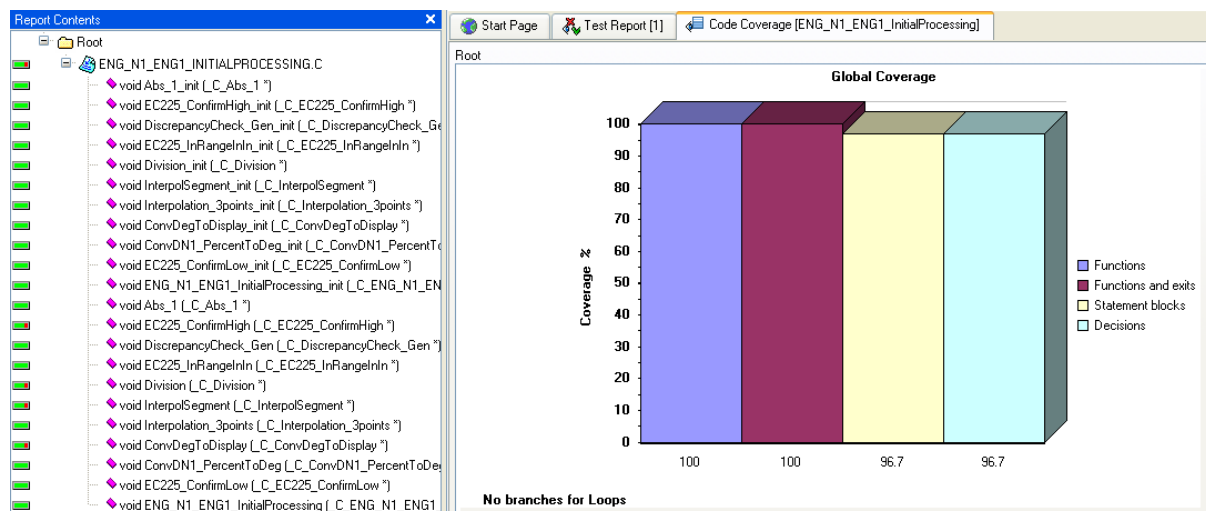 Report Contents
Root
ENG_N1_ENG1_INITIALPROCESSING.C
void Abs_1_init (_C_Abs_1 *)
void EC225_ConfirmHigh_init (_C_EC225_ConfirmHigh *)
void DiscrepancyCheck_Gen_init (_C_DiscrepancyCheck_Ge
void EC225_InRangeInIn_init (_C_EC225_InRangeInIn *)
void Division_init (_C_Division *)
void InterpolSegment_init (_C_InterpolSegment *)
void Interpolation_3points_init (_C_Interpolation_3points *)
void ConvDegToDisplay_init (_C_ConvDegToDisplay *)
void ConvDN1_PercentToDeg_init (_C_ConvDN1_PercentTo
void EC225_ConfirmLow_init (_C_EC225_ConfirmLow *)
void ENG_N1_ENG1_InitialProcessing_init (_C_ENG_N1_EN
void Abs_1 (_C_Abs_1 *)
void EC225_ConfirmHigh (_C_EC225_ConfirmHigh *)
void DiscrepancyCheck_Gen (_C_DiscrepancyCheck_Gen *)
void EC225_InRangeInIn (_C_EC225_InRangeInIn *)
void Division (_C_Division *)
void InterpolSegment (_C_InterpolSegment *)
void Interpolation_3points (_C_Interpolation_3points *)
void ConvDegToDisplay (_C_ConvDegToDisplay *)
void ConvDN1_PercentToDeg (_C_ConvDN1_PercentToDe
void EC225_ConfirmLow (_C_EC225_ConfirmLow *)
void ENG_N1_ENG1_InitialProcessing (_C_ENG_N1_ENG1
Start Page
Test Report [1]
Code Coverage [ENG_N1_ENG1_InitialProcessing]
Root
Global Coverage
Coverage %
100
90
80
70
60
50
40
30
20
10
0
100 100 96.7 96.7
Functions
Functions and exits
Statement blocks
Decisions
No branches for Loops